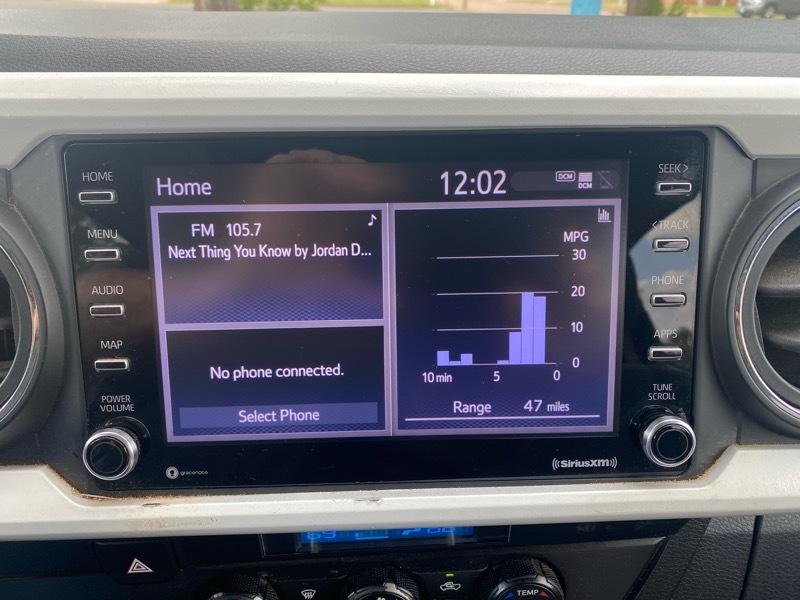 HOME
MENU
AUDIO
MAP
POWER
VOLUME
Home
12:02
DCM
DCM
FM 105.7
Next Thing You Know by Jordan D...
No phone connected.
Select Phone
MPG
30
20
10
0
10 min 5 0
Range 47 miles
SEEK >
< TRACK
PHONE
APPS
TUNE
SCROLL
gracenote
((SiriusXM))
TEMP